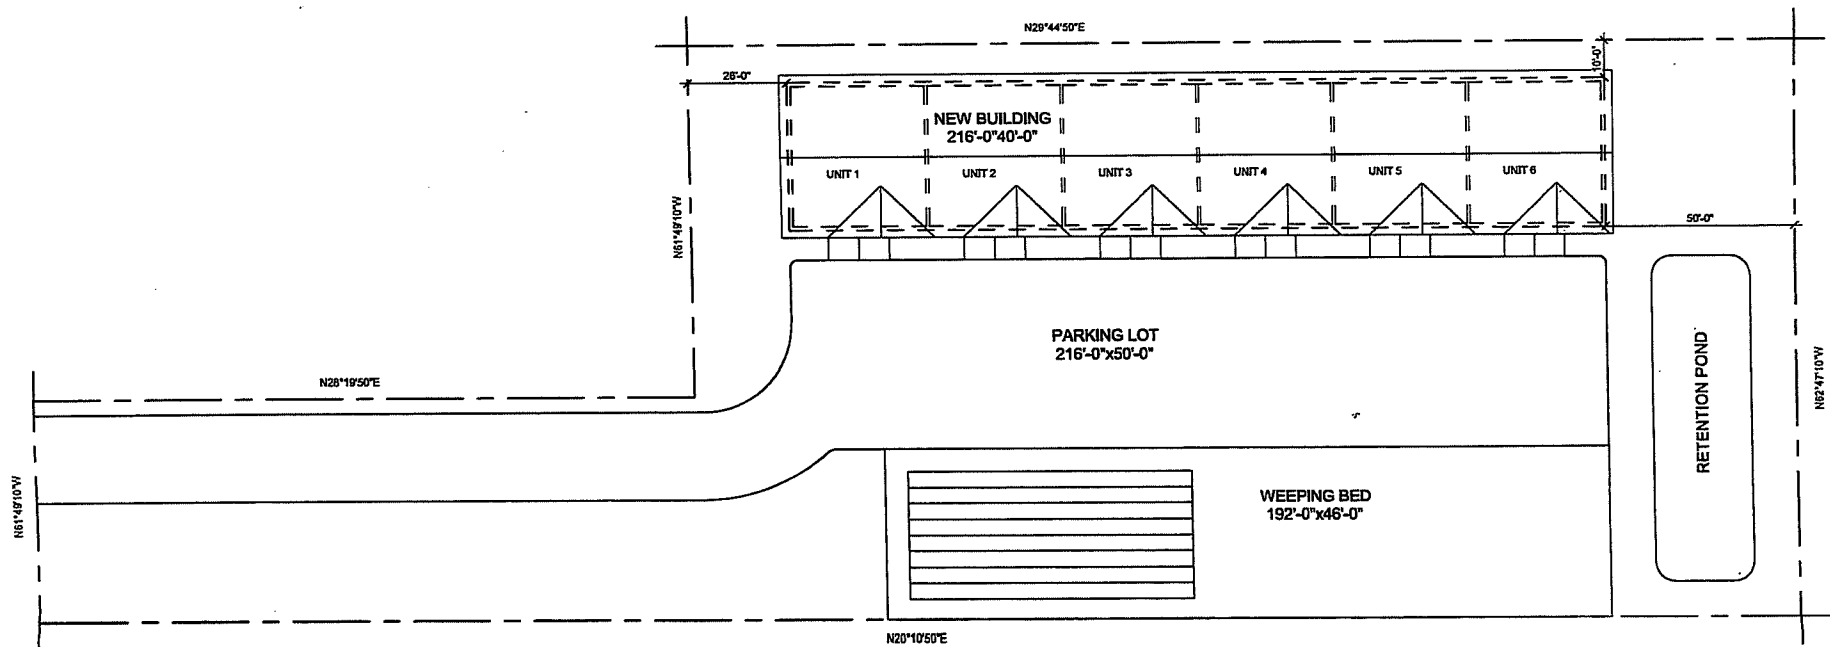 N29°44'50"E
26'-0"
10'-0"
NEW BUILDING
216'-0"40'-0"
UNIT 1
UNIT 2
UNIT 3
UNIT 4
UNIT 5
UNIT 6
N61°49'10"W
50'-0"
PARKING LOT
216'-0"x50'-0"
RETENTION POND
N62°47'10"W
N28°19'50"E
N61°49'10"W
WEEPING BED
192'-0"x46'-0"
N20°10'50"E